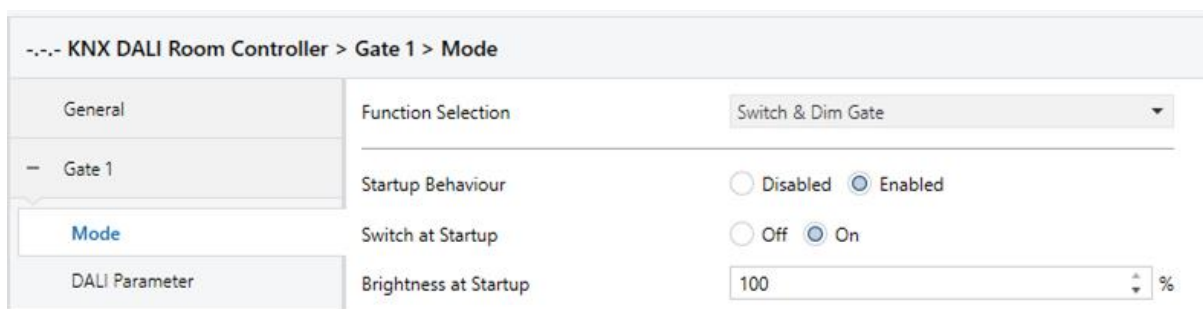 -.-.- KNX DALI Room Controller > Gate 1 > Mode
General
Function Selection
Switch & Dim Gate
– Gate 1
Startup Behaviour
Disabled
Enabled
Mode
Switch at Startup
Off
On
DALI Parameter
Brightness at Startup
100
%